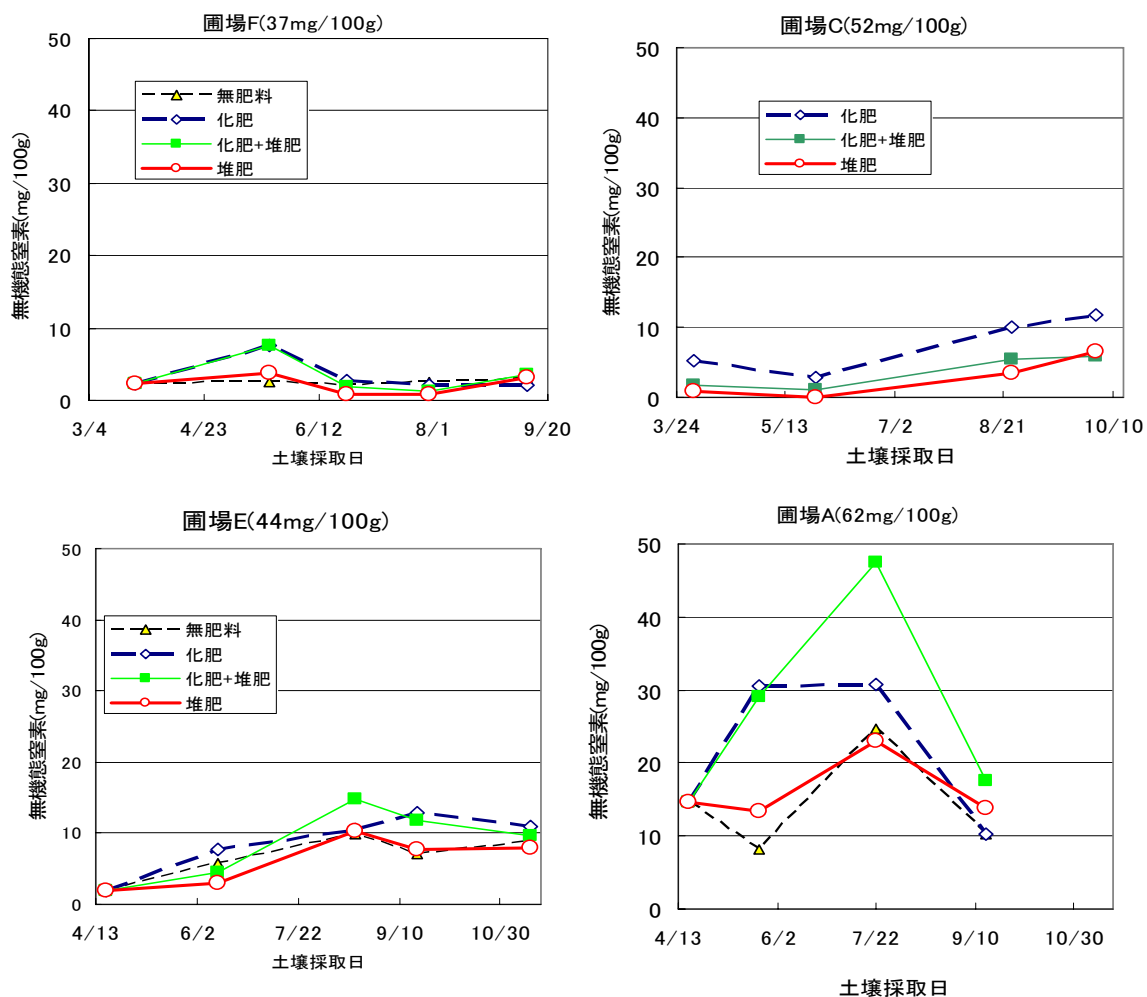 圃場F(37mg/100g)
50
40
30
20
10
0
無機態窒素(mg/100g)
無肥料
化肥
化肥+堆肥
堆肥
3/4
4/23
6/12
8/1
9/20
土壌採取日
圃場C(52mg/100g)
50
40
30
20
10
0
無機態窒素(mg/100g)
化肥
化肥+堆肥
堆肥
3/24
5/13
7/2
8/21
10/10
土壌採取日
圃場E(44mg/100g)
50
40
30
20
10
0
無機態窒素(mg/100g)
無肥料
化肥
化肥+堆肥
堆肥
4/13
6/2
7/22
9/10
10/30
土壌採取日
圃場A(62mg/100g)
50
40
30
20
10
0
無機態窒素(mg/100g)
4/13
6/2
7/22
9/10
10/30
土壌採取日